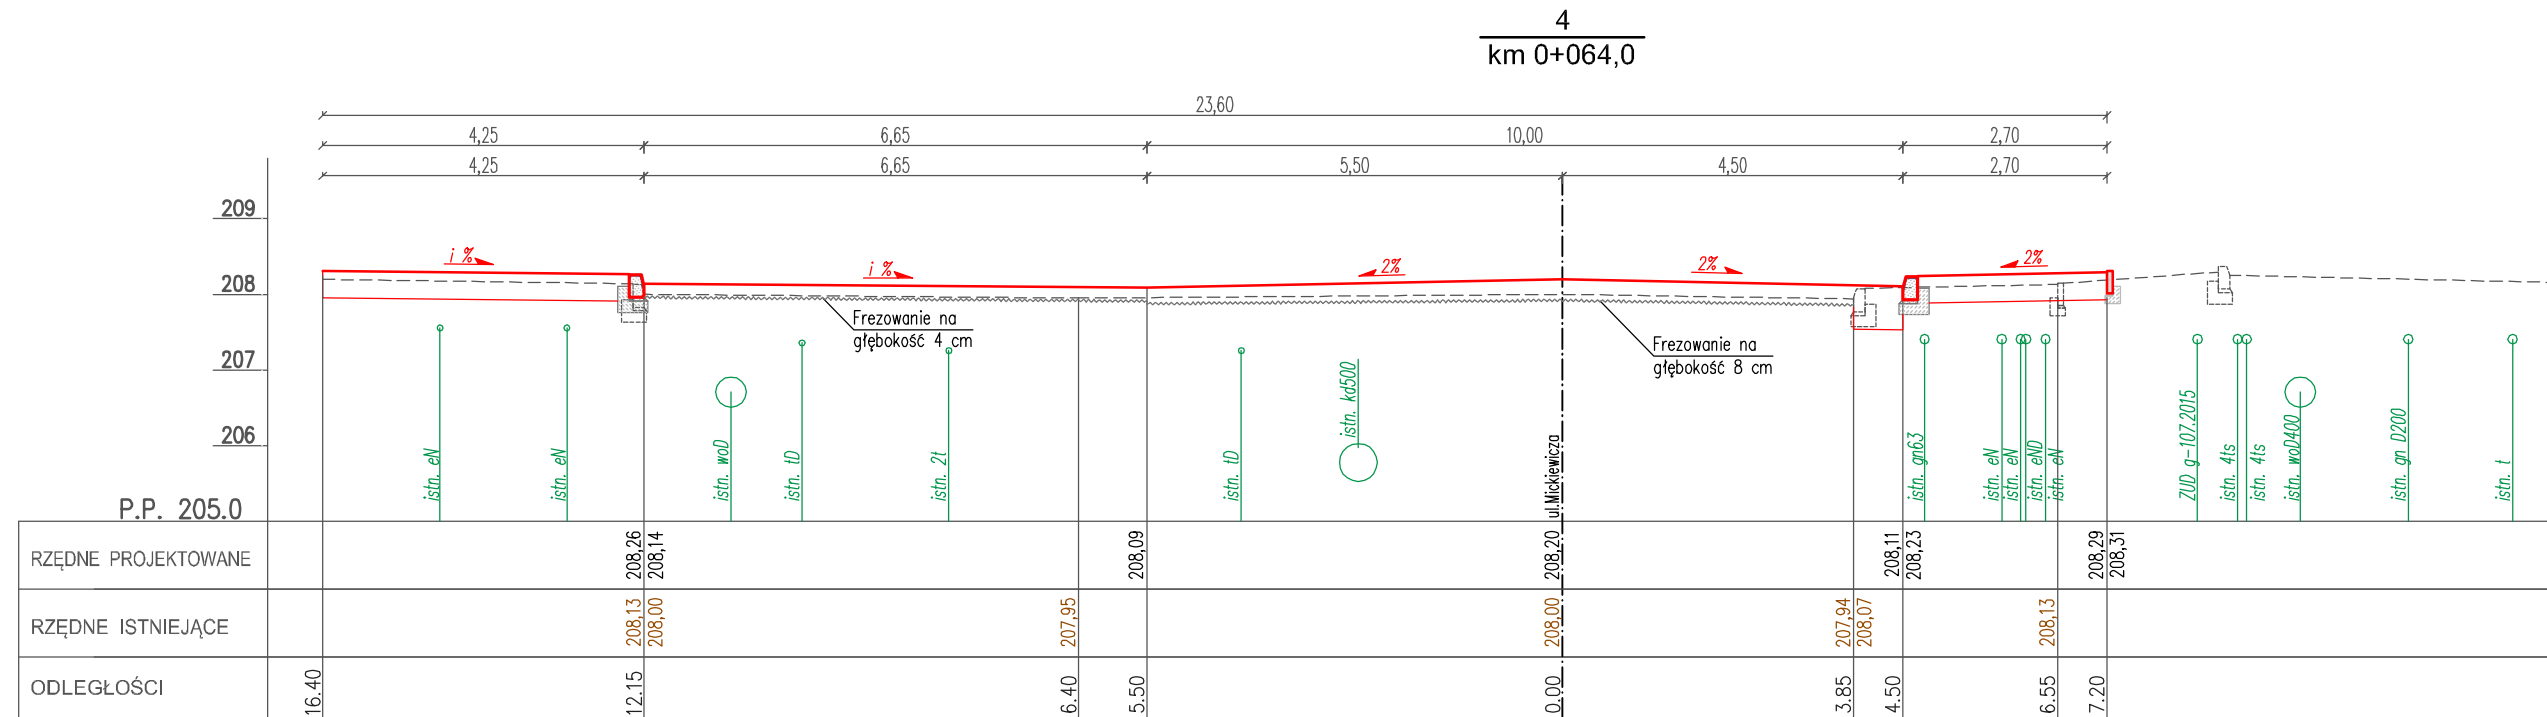 4
km 0+064,0
23,60
4,25 6,65 10,00 2,70
4,25 6,65 5,50 4,50 2,70
209
208
207
206
P.P. 205.0
i %
i %
2%
2%
2%
Frezowanie na
głębokość 4 cm
Frezowanie na
głębokość 8 cm
istn. eN
istn. eN
istn. woD
istn. tD
istn. 2t
istn. tD
istn. kd500
ul.Mickiewicza
istn. gn63
istn. eN
istn. eN
istn. eND
istn. eN
ZUD g-107.2015
istn. 4ts
istn. 4ts
istn. woD400
istn. gn D200
istn. t
RZĘDNE PROJEKTOWANE
208,26
208,14
208,09
208,20
208,11
208,23
208,29
208,31
RZĘDNE ISTNIEJĄCE
208,13
208,00
207,95
208,00
207,94
208,07
208,13
ODLEGŁOŚCI
16.40
12.15
6.40
5.50
0.00
3.85
4.50
6.55
7.20